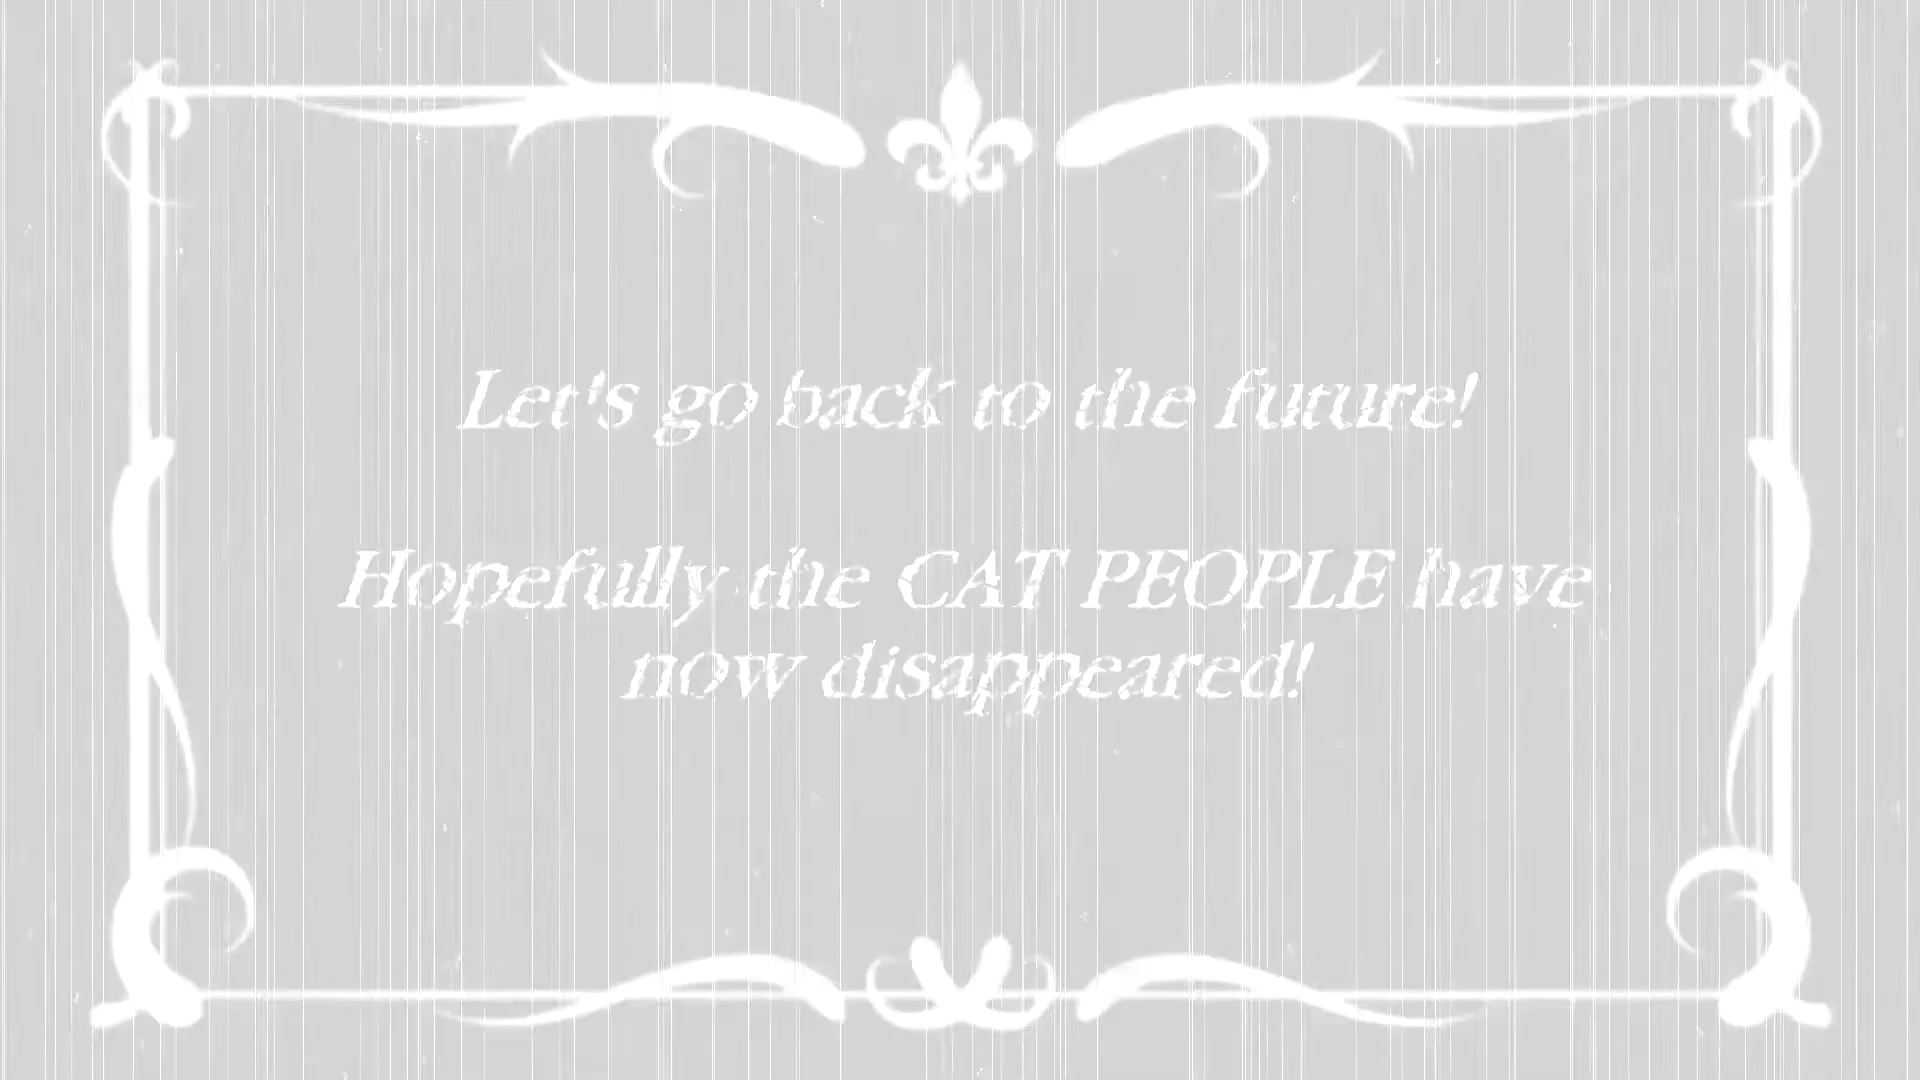 Let's go back to the future!
Hopefully the CAT PEOPLE have
now disappeared!